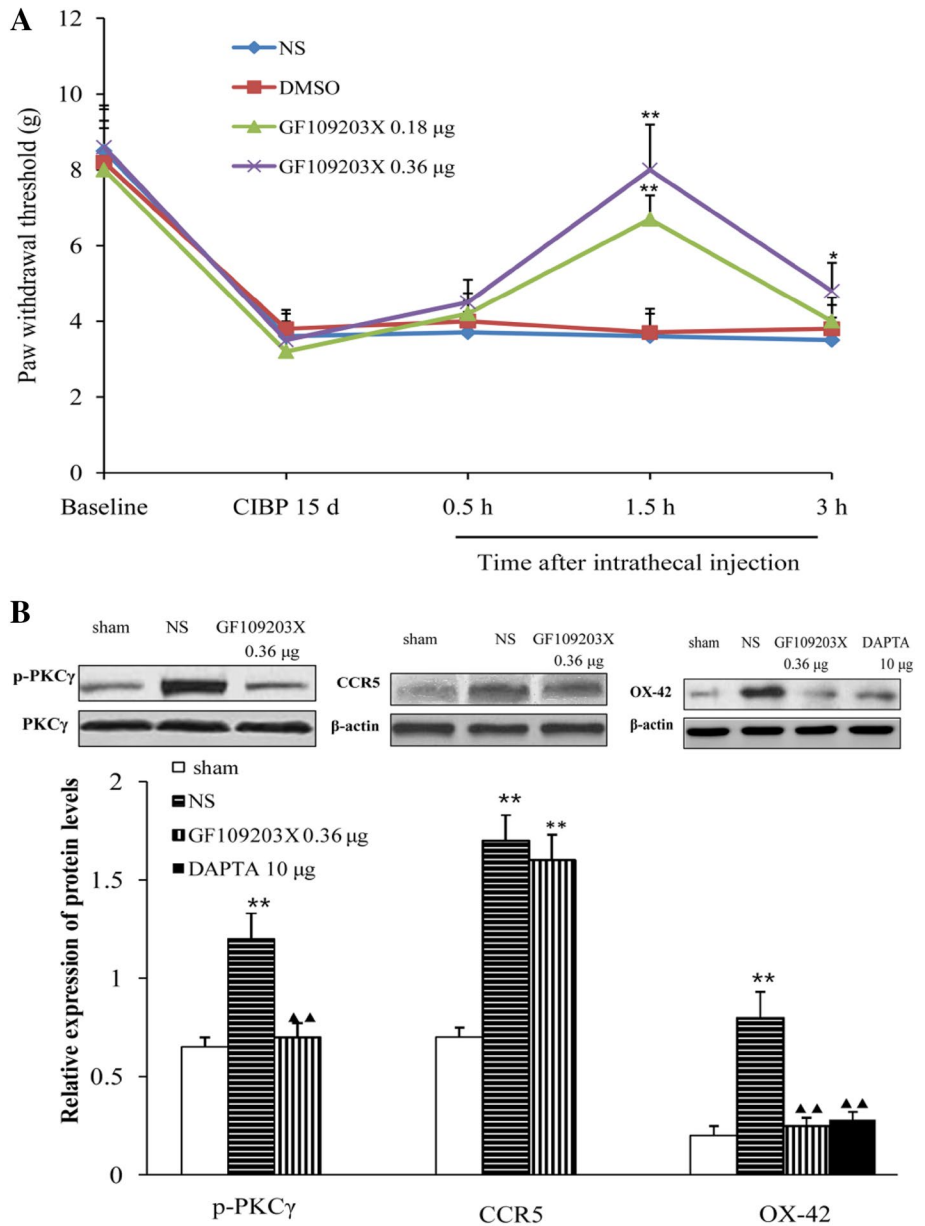 A
12
10
8
6
4
2
0
Paw withdrawal threshold (g)
NS
DMSO
GF109203X 0.18 μg
GF109203X 0.36 μg
**
**
*
Baseline
CIBP 15 d
0.5 h
1.5 h
3 h
Time after intrathecal injection
B
sham NS GF109203X
0.36 μg
p-PKCγ
PKCγ
sham NS GF109203X
0.36 μg
CCR5
β-actin
sham NS GF109203X DAPTA
0.36 μg 10 μg
OX-42
β-actin
Relative expression of protein levels
2
1.5
1
0.5
0
sham
NS
GF109203X 0.36 μg
DAPTA 10 μg
**
▲▲
**
**
**
▲▲
▲▲
p-PKCγ
CCR5
OX-42